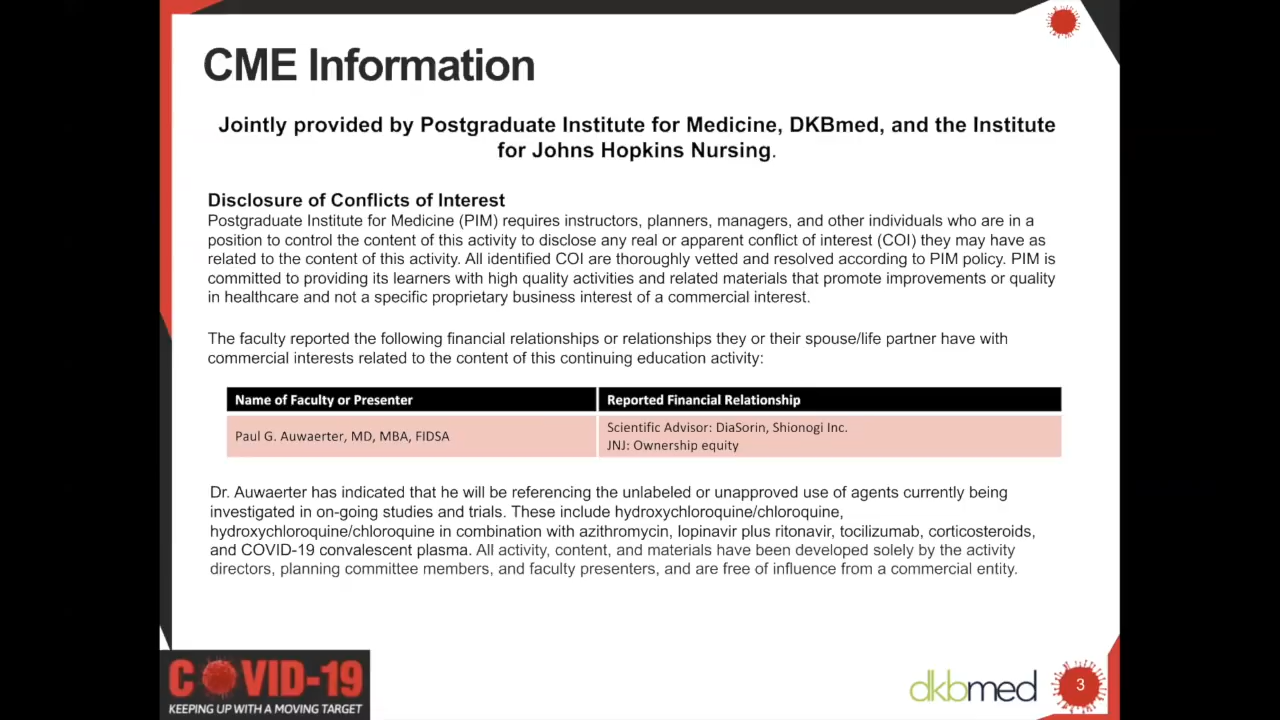 CME Information
Jointly provided by Postgraduate Institute for Medicine, DKBmed, and the Institute
for Johns Hopkins Nursing.
Disclosure of Conflicts of Interest
Postgraduate Institute for Medicine (PIM) requires instructors, planners, managers, and other individuals who are in a
position to control the content of this activity to disclose any real or apparent conflict of interest (COI) they may have as
related to the content of this activity. All identified COI are thoroughly vetted and resolved according to PIM policy. PIM is
committed to providing its learners with high quality activities and related materials that promote improvements or quality
in healthcare and not a specific proprietary business interest of a commercial interest.
The faculty reported the following financial relationships or relationships they or their spouse/life partner have with
commercial interests related to the content of this continuing education activity:
Name of Faculty or Presenter
Reported Financial Relationship
Paul G. Auwaerter, MD, MBA, FIDSA
Scientific Advisor: DiaSorin, Shionogi Inc.
JNJ: Ownership equity
Dr. Auwaerter has indicated that he will be referencing the unlabeled or unapproved use of agents currently being
investigated in on-going studies and trials. These include hydroxychloroquine/chloroquine,
hydroxychloroquine/chloroquine in combination with azithromycin, lopinavir plus ritonavir, tocilizumab, corticosteroids,
and COVID-19 convalescent plasma. All activity, content, and materials have been developed solely by the activity
directors, planning committee members, and faculty presenters, and are free of influence from a commercial entity.
COVID-19
KEEPING UP WITH A MOVING TARGET
dkbmed
3